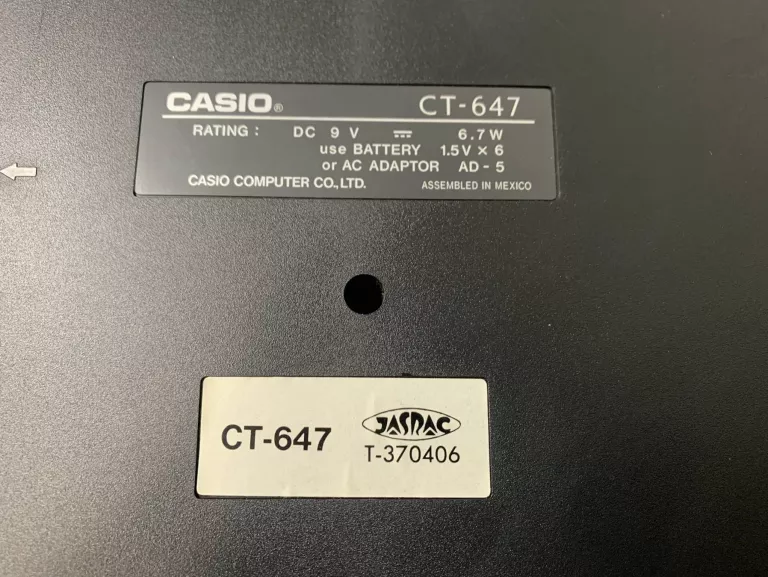 CASIO® CT-647
RATING : DC 9 V ⎓ 6.7W
use BATTERY 1.5V × 6
or AC ADAPTOR AD-5
CASIO COMPUTER CO.,LTD. ASSEMBLED IN MEXICO
CT-647 JASRAC
T-370406